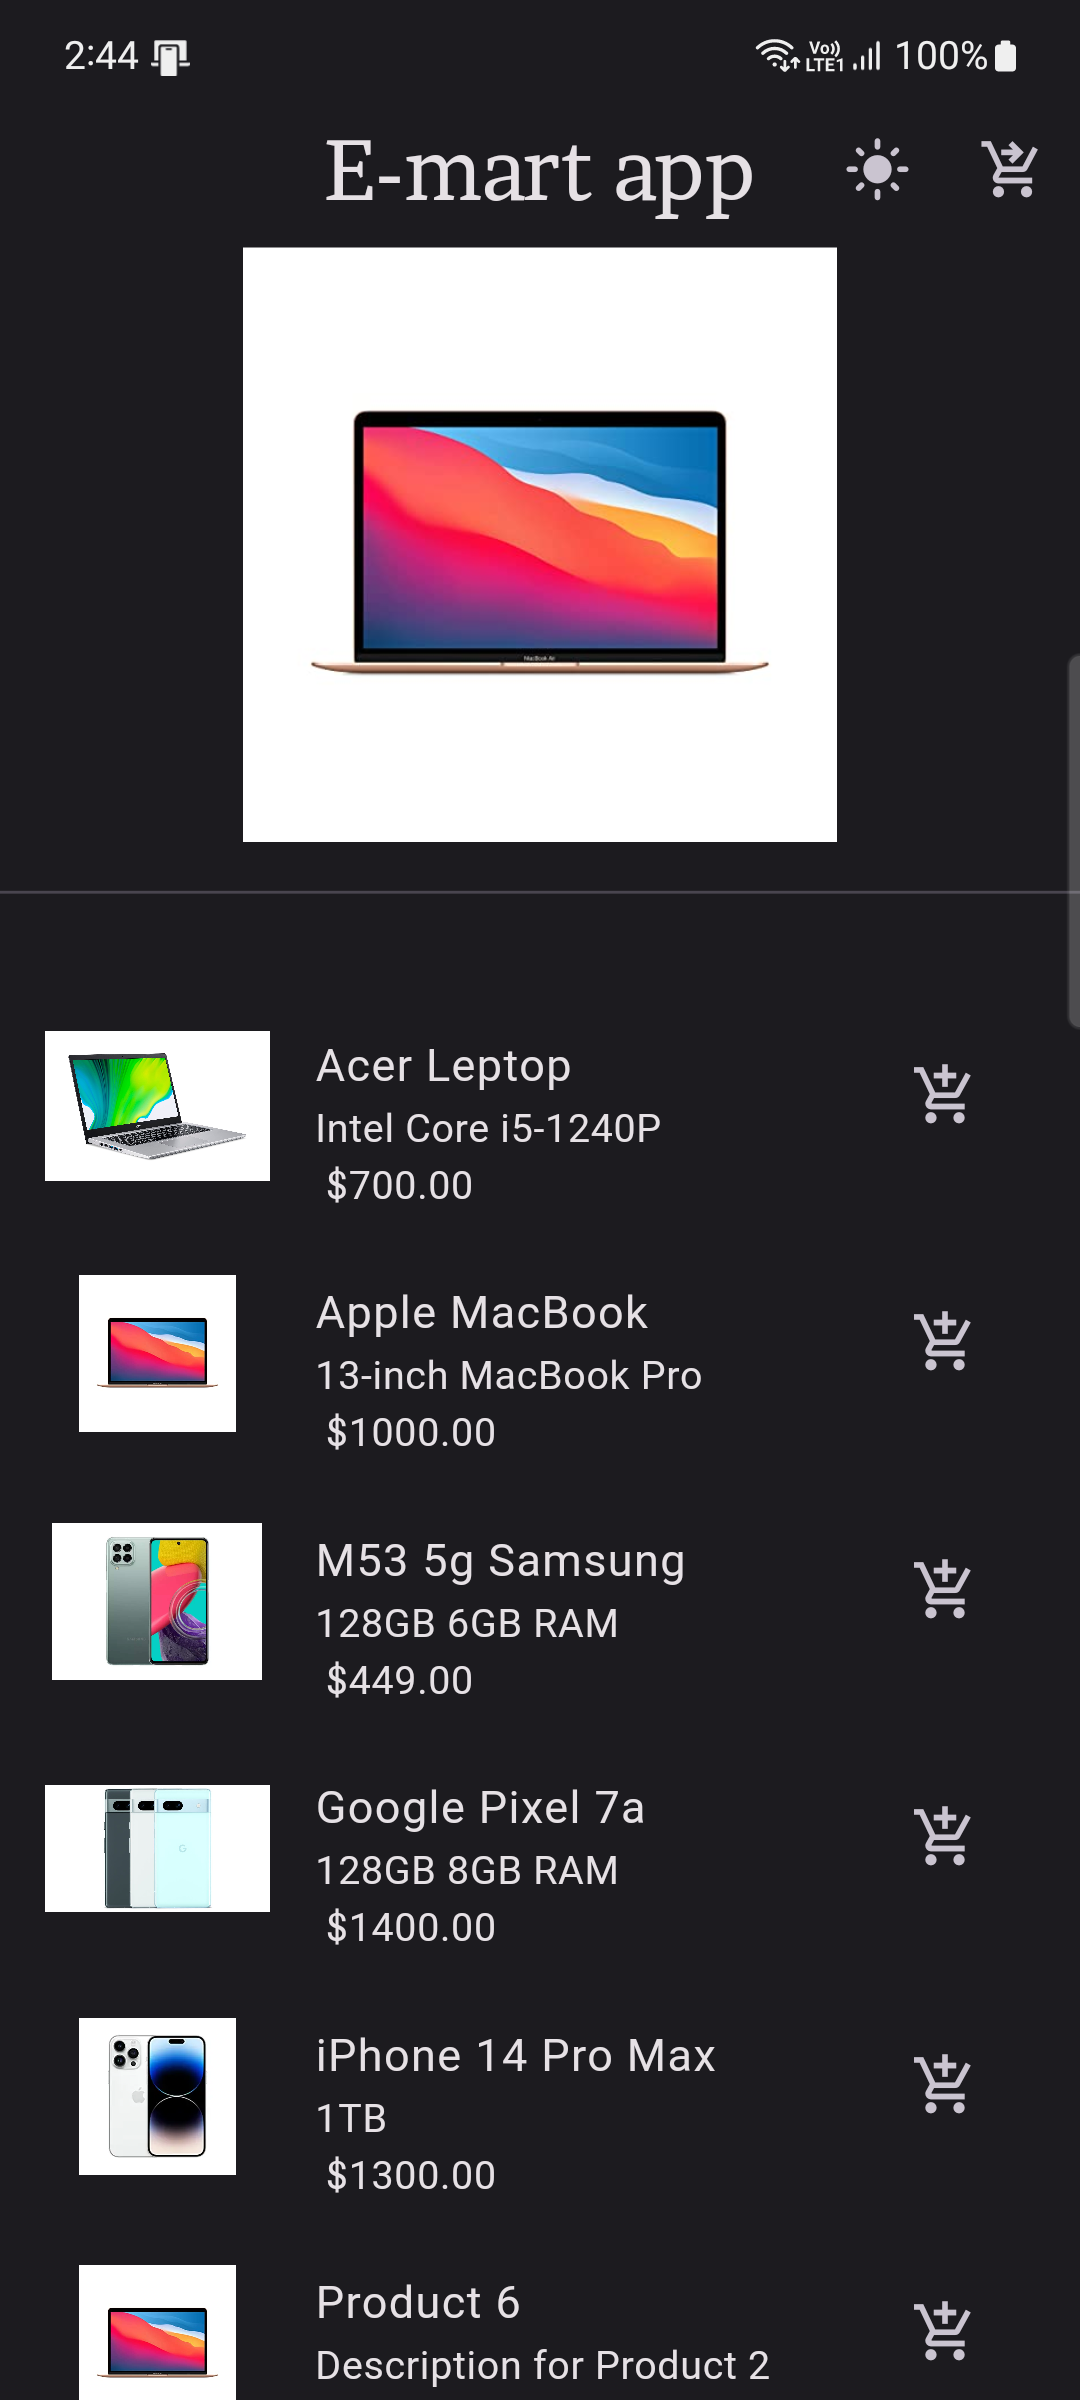 2:44 Vo)) LTE1 100%
E-mart app
MacBook Air
Acer Leptop
Intel Core i5-1240P
$700.00
Apple MacBook
13-inch MacBook Pro
$1000.00
M53 5g Samsung
128GB 6GB RAM
$449.00
Google Pixel 7a
128GB 8GB RAM
$1400.00
iPhone 14 Pro Max
1TB
$1300.00
Product 6
Description for Product 2